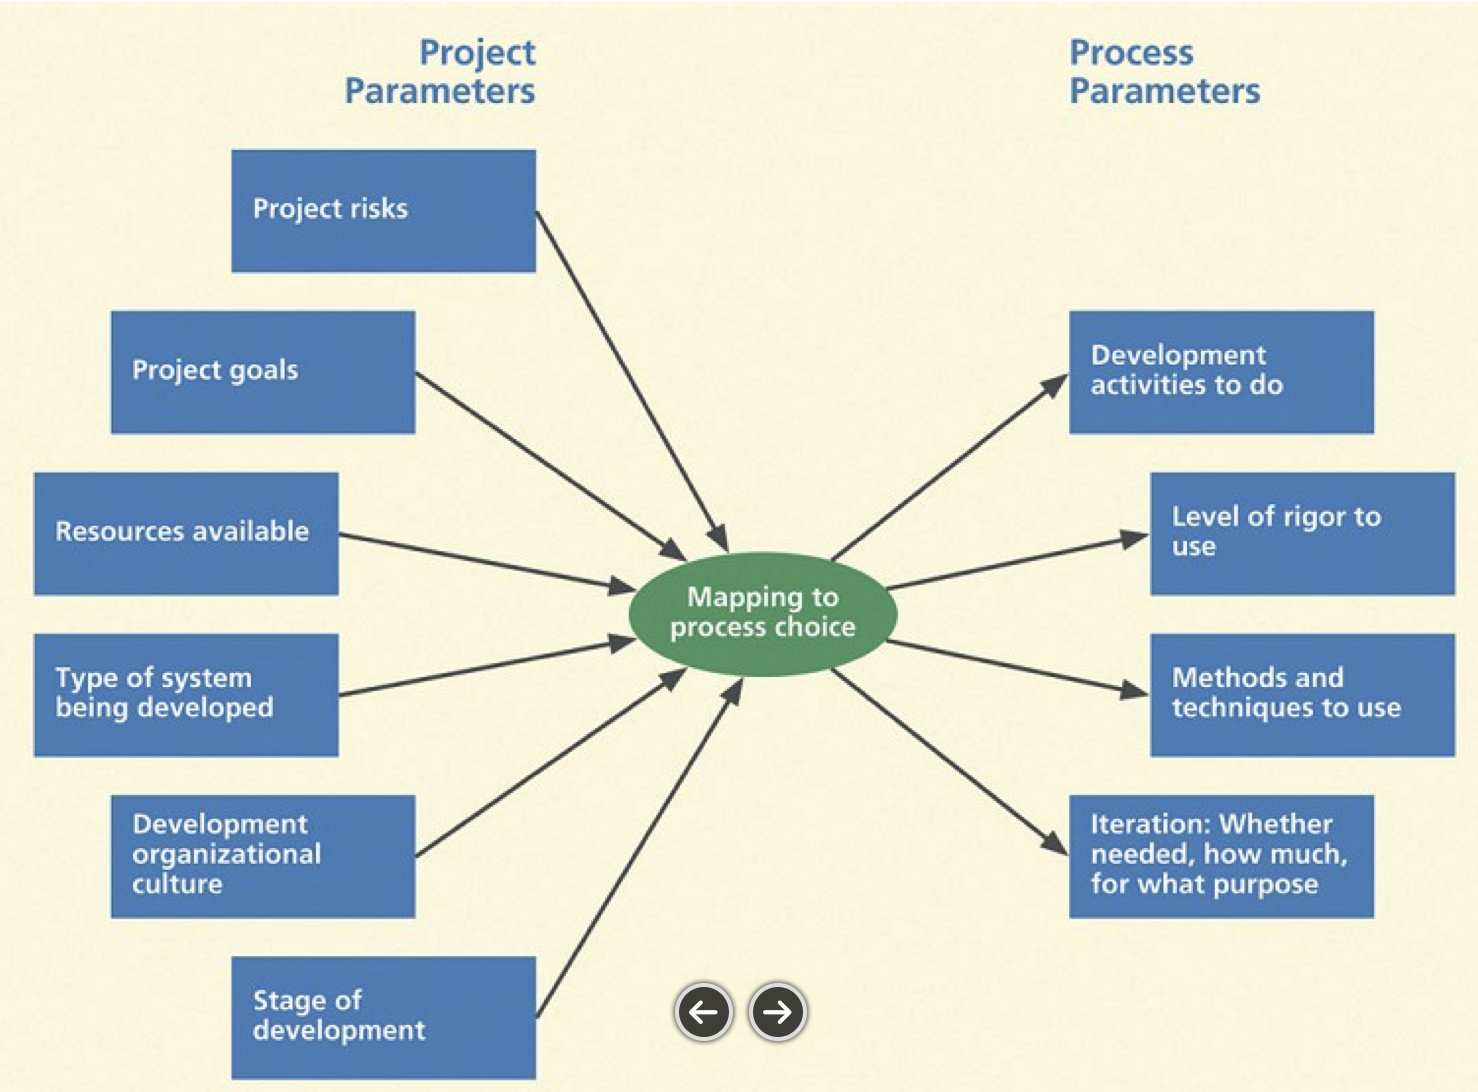 Project
Parameters
Process
Parameters
Project risks
Project goals
Resources available
Type of system
being developed
Development
organizational
culture
Stage of
development
Mapping to
process choice
Development
activities to do
Level of rigor to
use
Methods and
techniques to use
Iteration: Whether
needed, how much,
for what purpose